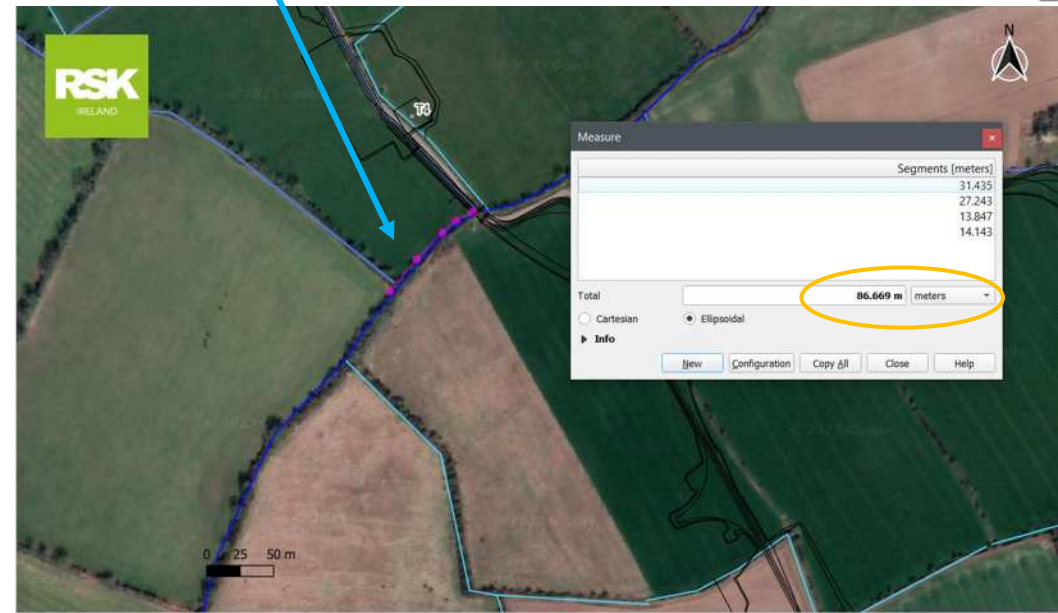 RSK
IRELAND
N
T4
Measure
Segments [meters]
31.435
27.243
13.847
14.143
Total
86.669 m
meters
Cartesian
Ellipsoidal
Info
New
Configuration
Copy All
Close
Help
0 25 50 m